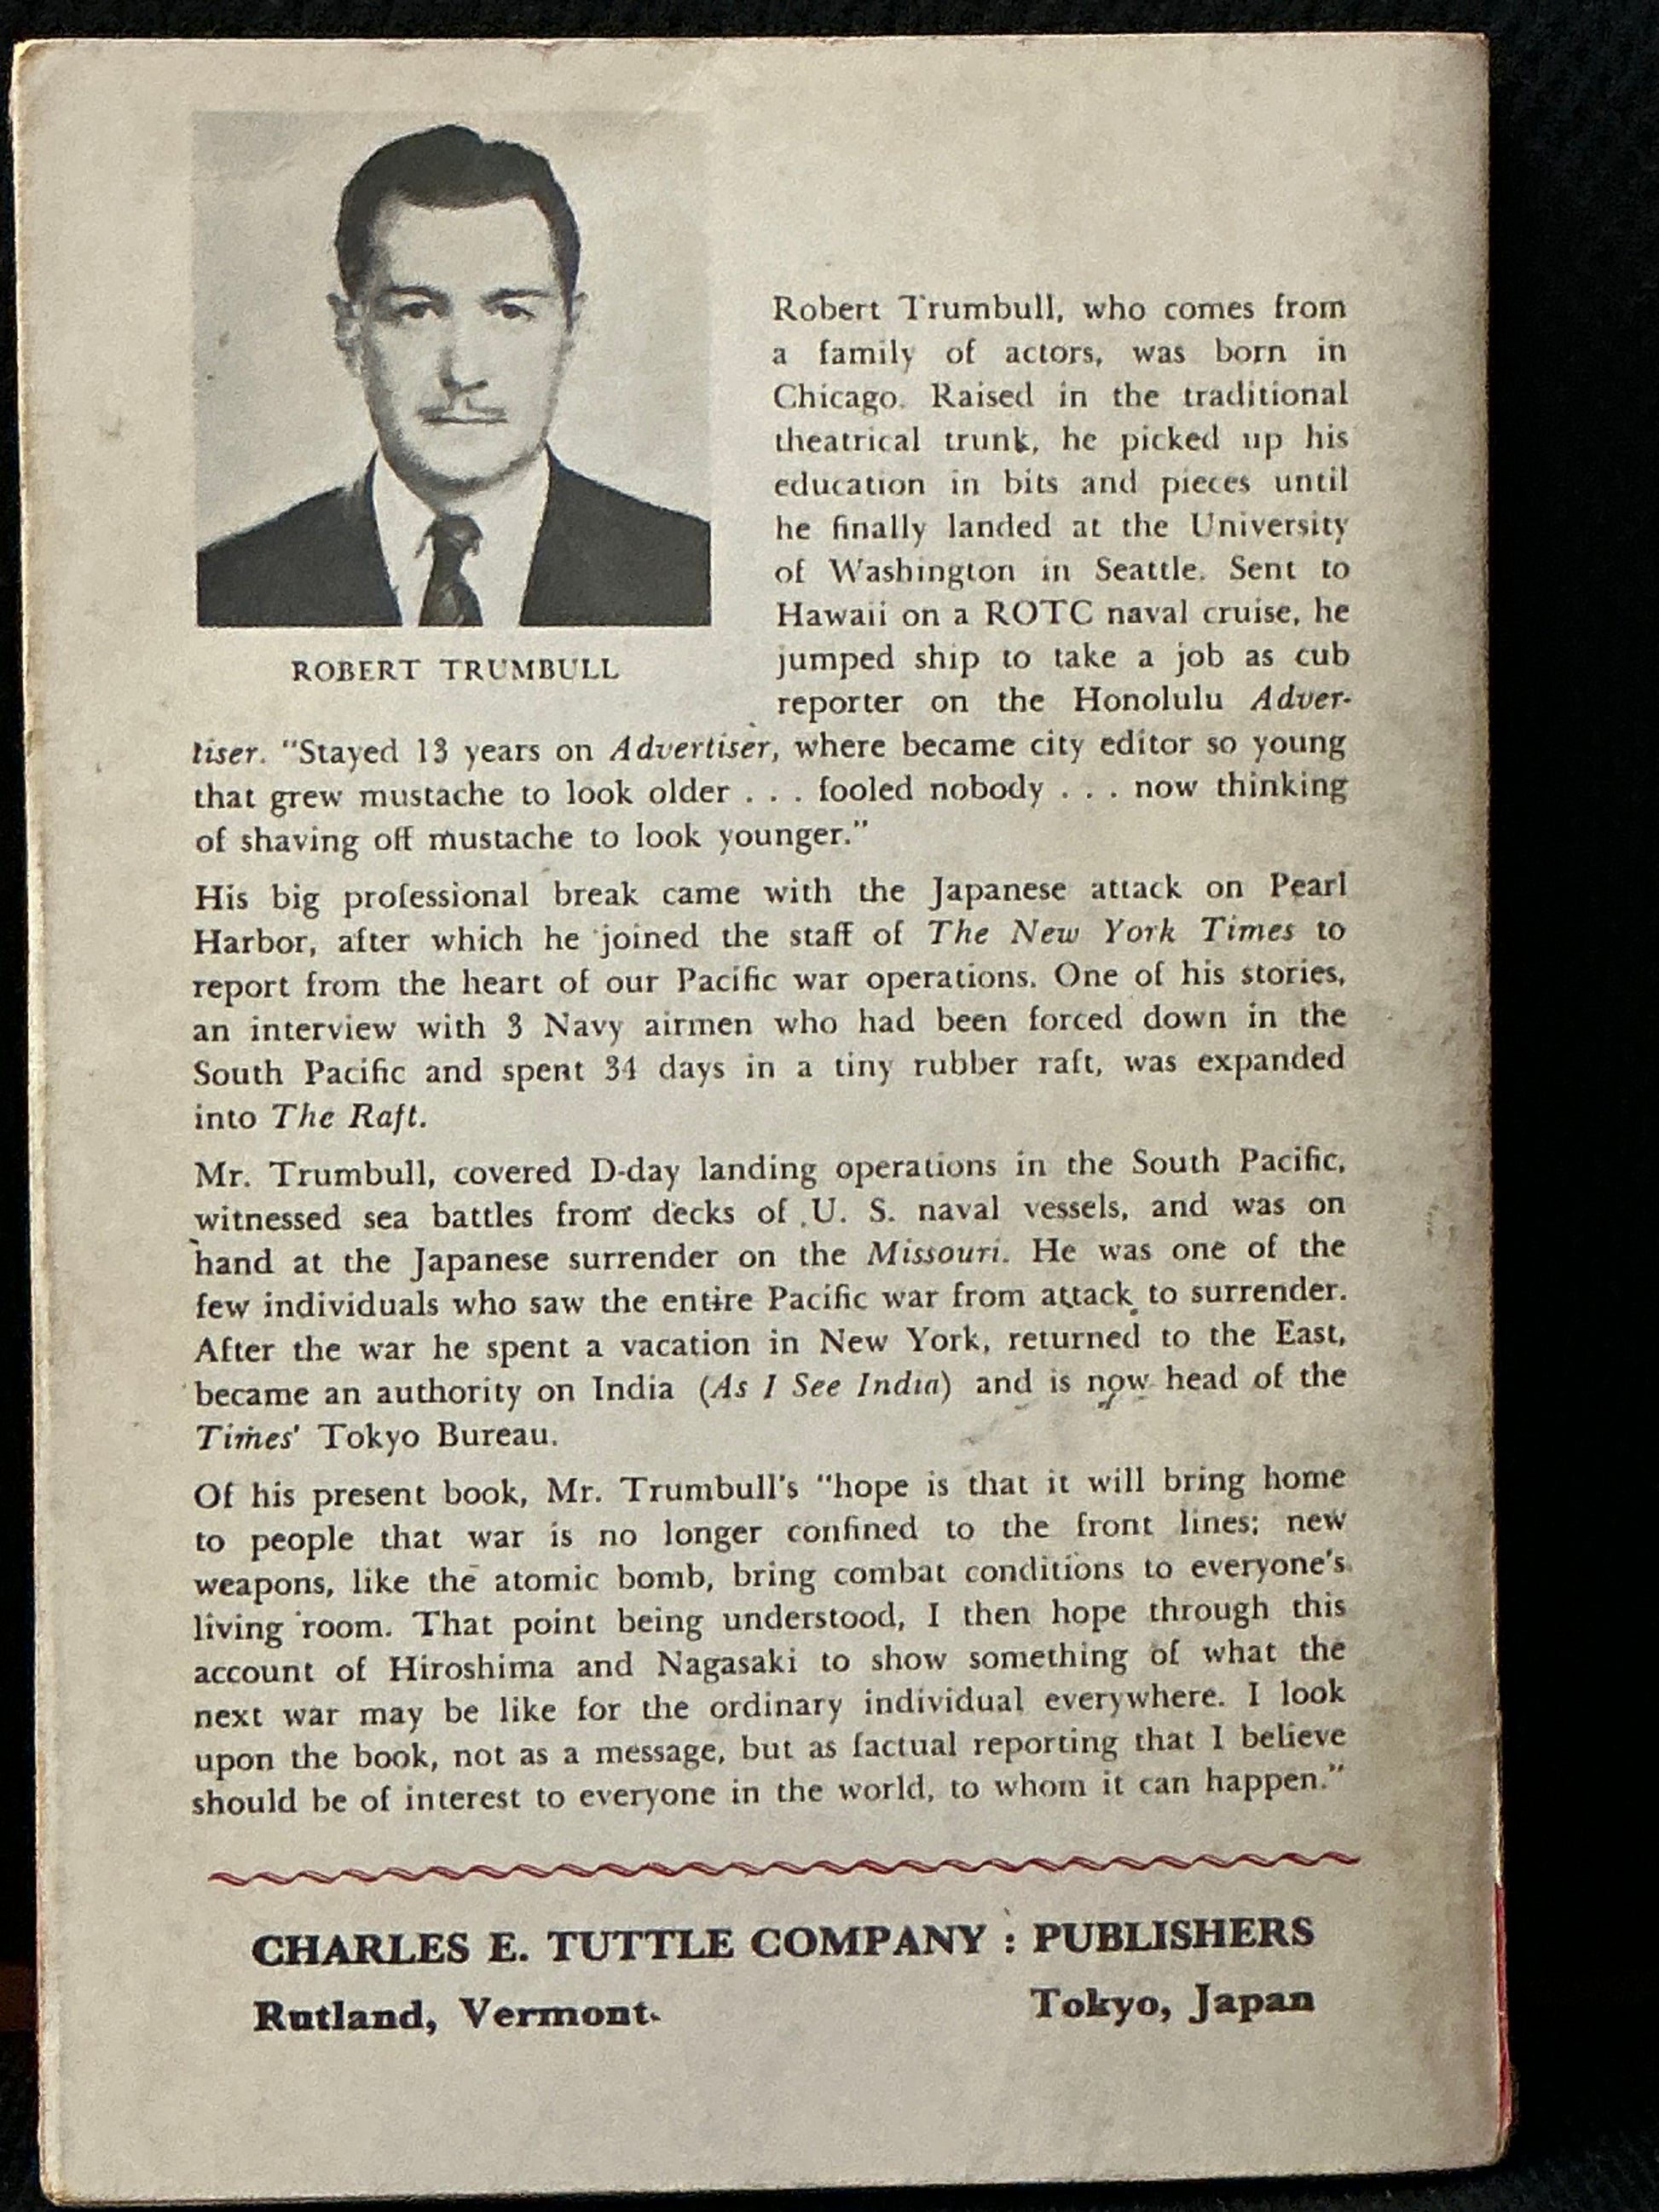 ROBERT TRUMBULL
Robert Trumbull, who comes from
a family of actors, was born in
Chicago. Raised in the traditional
theatrical trunk, he picked up his
education in bits and pieces until
he finally landed at the University
of Washington in Seattle. Sent to
Hawaii on a ROTC naval cruise, he
jumped ship to take a job as cub
reporter on the Honolulu Adver-
tiser. "Stayed 13 years on Advertiser, where became city editor so young
that grew mustache to look older . . . fooled nobody . . . now thinking
of shaving off mustache to look younger."
His big professional break came with the Japanese attack on Pearl
Harbor, after which he joined the staff of The New York Times to
report from the heart of our Pacific war operations. One of his stories,
an interview with 3 Navy airmen who had been forced down in the
South Pacific and spent 34 days in a tiny rubber raft, was expanded
into The Raft.
Mr. Trumbull, covered D-day landing operations in the South Pacific,
witnessed sea battles from decks of U. S. naval vessels, and was on
hand at the Japanese surrender on the Missouri. He was one of the
few individuals who saw the entire Pacific war from attack to surrender.
After the war he spent a vacation in New York, returned to the East,
became an authority on India (As I See India) and is now head of the
Times' Tokyo Bureau.
Of his present book, Mr. Trumbull's "hope is that it will bring home
to people that war is no longer confined to the front lines; new
weapons, like the atomic bomb, bring combat conditions to everyone's
living room. That point being understood, I then hope through this
account of Hiroshima and Nagasaki to show something of what the
next war may be like for the ordinary individual everywhere. I look
upon the book, not as a message, but as factual reporting that I believe
should be of interest to everyone in the world, to whom it can happen."
CHARLES E. TUTTLE COMPANY : PUBLISHERS
Rutland, Vermont Tokyo, Japan